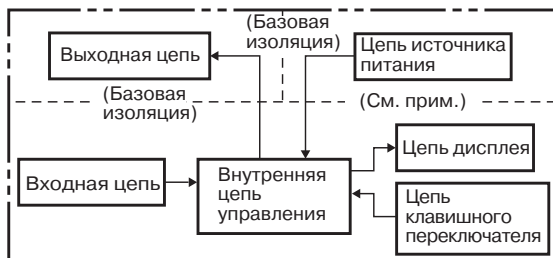 (Базовая
изоляция)
Выходная цепь
Цепь источника
питания
(Базовая
изоляция)
(См. прим.)
Цепь дисплея
Входная цепь
Внутренняя
цепь
управления
Цепь
клавишного
переключателя